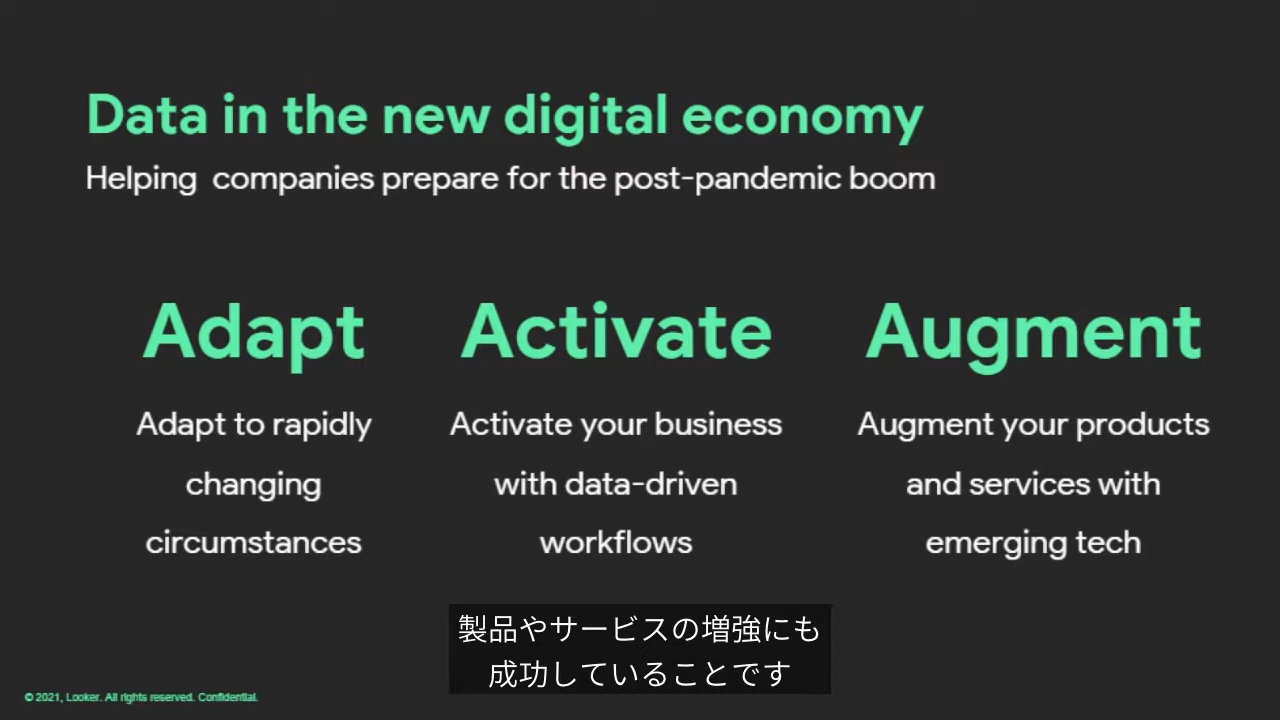 Data in the new digital economy
Helping companies prepare for the post-pandemic boom
Adapt
Adapt to rapidly
changing
circumstances
Activate
Activate your business
with data-driven
workflows
Augment
Augment your products
and services with
emerging tech
製品やサービスの増強にも
成功していることです
© 2021, Looker. All rights reserved. Confidential.